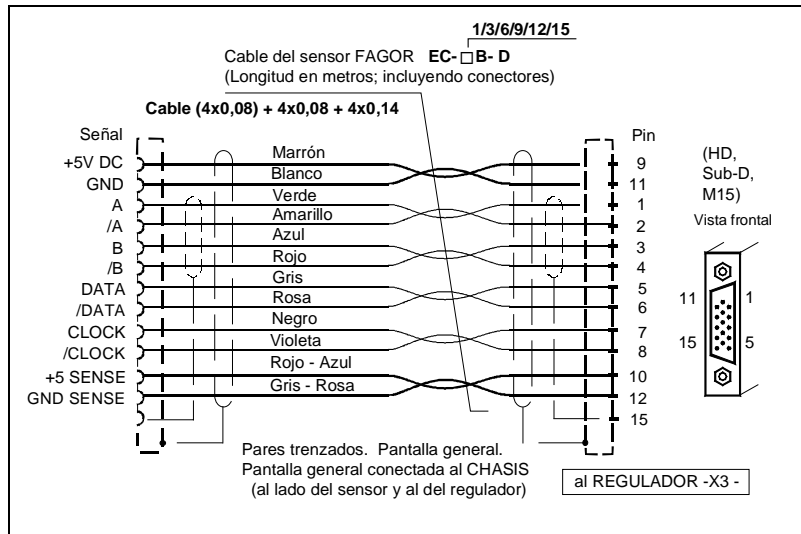 1/3/6/9/12/15
Cable del sensor FAGOR EC-□B- D
(Longitud en metros; incluyendo conectores)
Cable (4x0,08) + 4x0,08 + 4x0,14
Señal
Pin
+5V DC Marrón 9
GND Blanco 11
A Verde 1
/A Amarillo 2
B Azul 3
/B Rojo 4
DATA Gris 5
/DATA Rosa 6
CLOCK Negro 7
/CLOCK Violeta 8
+5 SENSE Rojo - Azul 10
GND SENSE Gris - Rosa 12
15
(HD,
Sub-D,
M15)
Vista frontal
11 1
15 5
Pares trenzados. Pantalla general.
Pantalla general conectada al CHASIS
(al lado del sensor y al del regulador)
al REGULADOR -X3 -